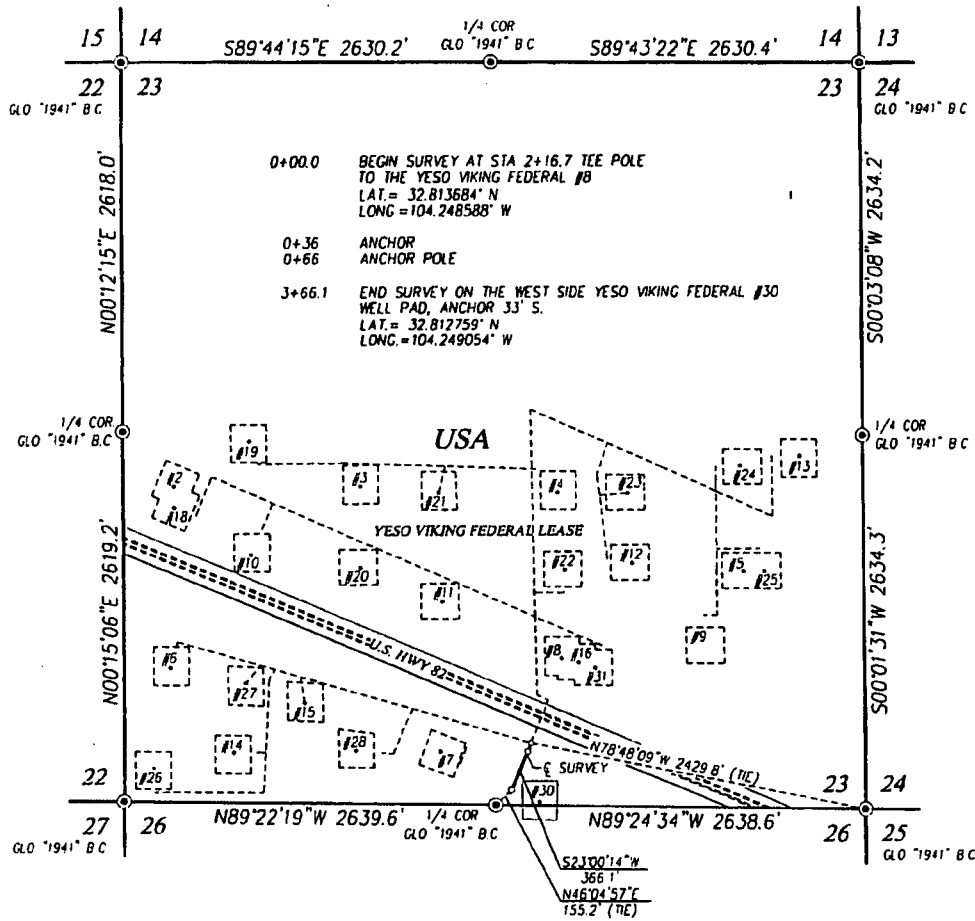 1/4 COR
15 14 S89°44'15"E 2630.2' GLO "1941" B C S89°43'22"E 2630.4' 14 13
22 23 23 24
GLO "1941" B C GLO "1941" B C
0+00.0 BEGIN SURVEY AT STA 2+16.7 TEE POLE
TO THE YESO VIKING FEDERAL #8
LAT.= 32.813684° N
LONG =104.248588° W
0+36 ANCHOR
0+66 ANCHOR POLE
3+66.1 END SURVEY ON THE WEST SIDE YESO VIKING FEDERAL #30
WELL PAD, ANCHOR 33' S.
LAT.= 32.812759° N
LONG.=104.249054° W
N00°12'15"E 2618.0'
S00°03'08"W 2634.2'
1/4 COR.
GLO "1941" B.C
1/4 COR
GLO "1941" B.C
USA
#19
#2
#18
#3
#21
#4
#23
#24
#13
YESO VIKING FEDERAL LEASE
#10
#20
#11
#22
#12
#5
#25
#9
#8
#16
#31
N00°15'06"E 2619.2'
S00°01'31"W 2634.3'
U.S. HWY 82
#6
#27
#15
#14
#28
#7
#26
N78°48'09"W 2429 8' (TIE)
℄ SURVEY
#30
22 23 24
27 26 N89°22'19"W 2639.6' 1/4 COR N89°24'34"W 2638.6' 26 25
GLO "1941" B C GLO "1941" B C GLO "1941" B C
S23°00'14"W
366 1'
N46°04'57"E
155.2' (TIE)